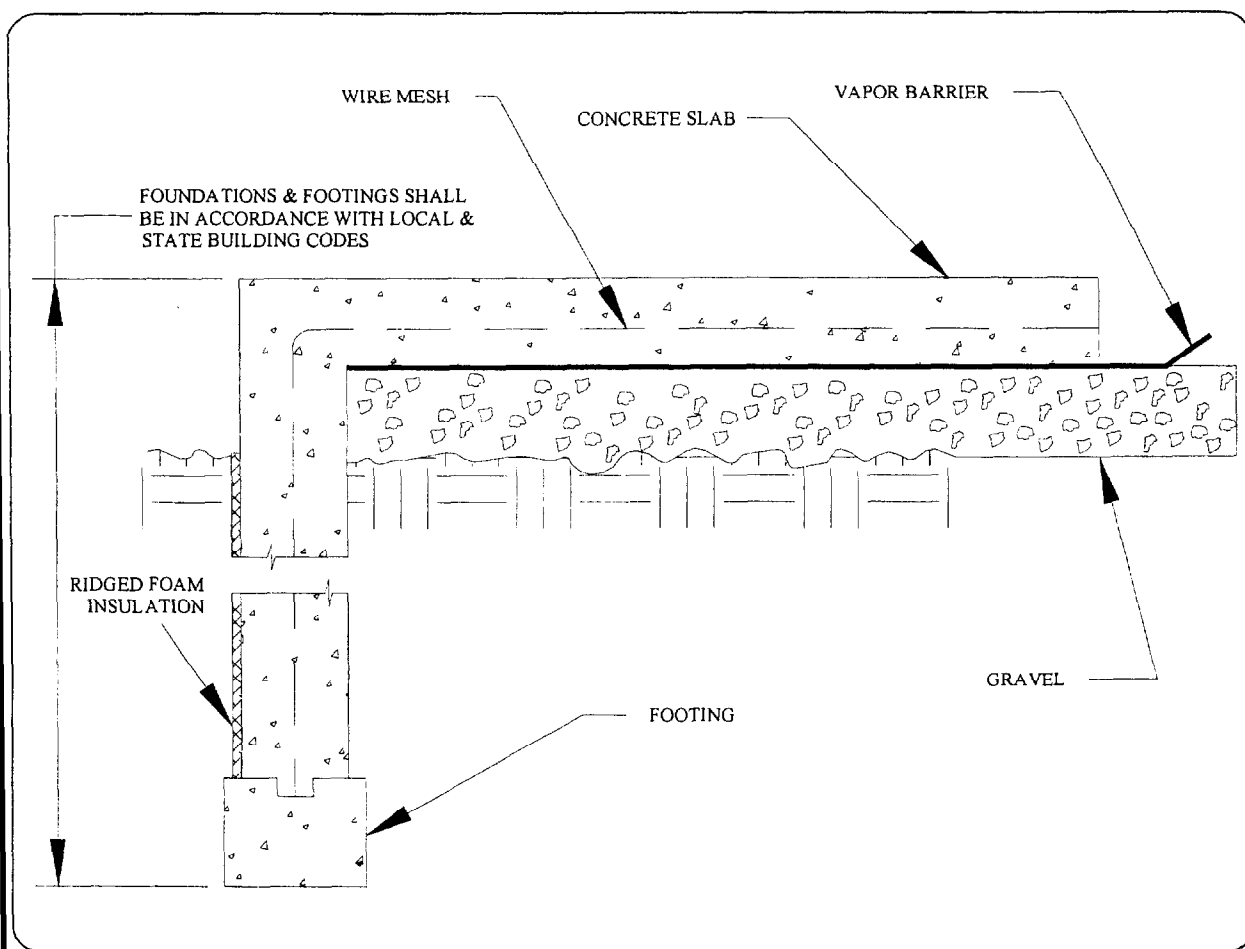 WIRE MESH
CONCRETE SLAB
VAPOR BARRIER
FOUNDATIONS & FOOTINGS SHALL
BE IN ACCORDANCE WITH LOCAL &
STATE BUILDING CODES
RIDGED FOAM
INSULATION
GRAVEL
FOOTING